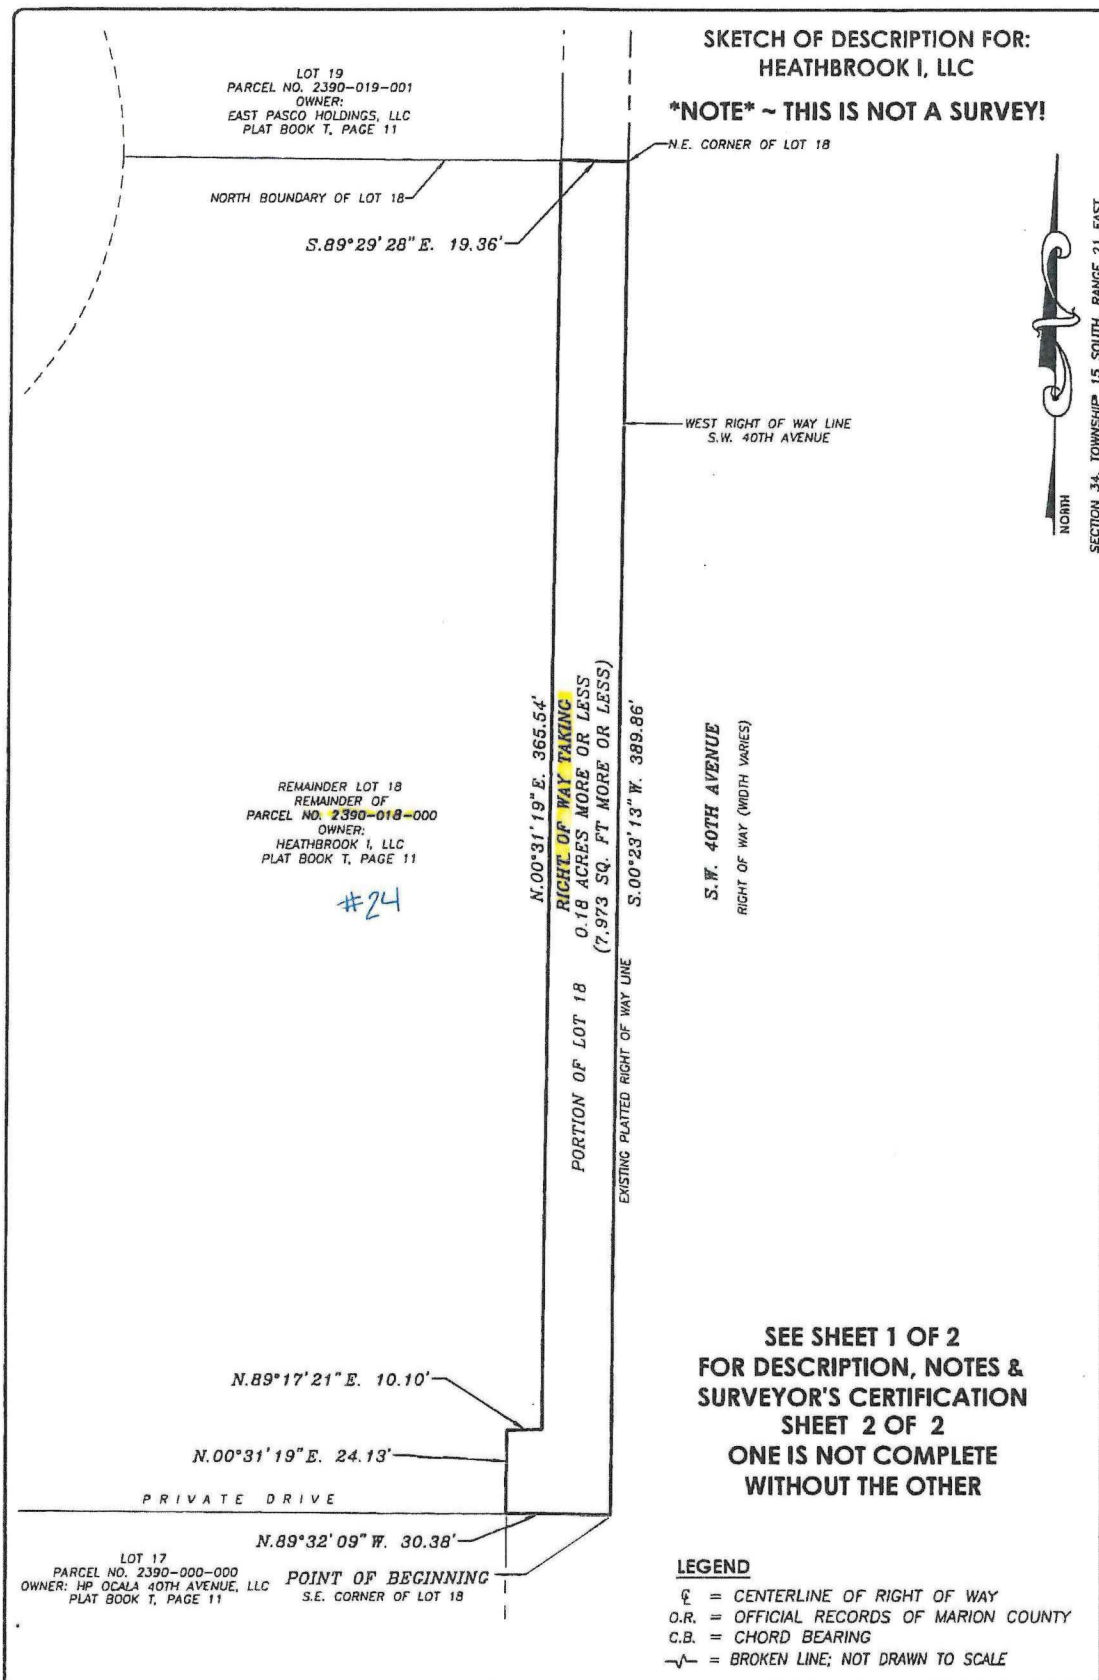 SKETCH OF DESCRIPTION FOR:
HEATHBROOK I, LLC
*NOTE* ~ THIS IS NOT A SURVEY!
LOT 19
PARCEL NO. 2390-019-001
OWNER:
EAST PASCO HOLDINGS, LLC
PLAT BOOK T, PAGE 11
N.E. CORNER OF LOT 18
NORTH BOUNDARY OF LOT 18
S.89°29'28"E. 19.36'
NORTH
SECTION 34, TOWNSHIP 15 SOUTH, RANGE 21 EAST
WEST RIGHT OF WAY LINE
S.W. 40TH AVENUE
N.00°31'19"E. 365.54'
RIGHT OF WAY TAKING
0.18 ACRES MORE OR LESS
(7,973 SQ. FT MORE OR LESS)
S.00°23'13"W. 389.86'
S.W. 40TH AVENUE
RIGHT OF WAY (WIDTH VARIES)
REMAINDER LOT 18
REMAINDER OF
PARCEL NO. 2390-018-000
OWNER:
HEATHBROOK I, LLC
PLAT BOOK T, PAGE 11
#24
PORTION OF LOT 18
EXISTING PLATTED RIGHT OF WAY LINE
N.89°17'21"E. 10.10'
N.00°31'19"E. 24.13'
PRIVATE DRIVE
N.89°32'09"W. 30.38'
LOT 17
PARCEL NO. 2390-000-000
OWNER: HP OCALA 40TH AVENUE, LLC
PLAT BOOK T, PAGE 11
POINT OF BEGINNING
S.E. CORNER OF LOT 18
SEE SHEET 1 OF 2
FOR DESCRIPTION, NOTES &
SURVEYOR'S CERTIFICATION
SHEET 2 OF 2
ONE IS NOT COMPLETE
WITHOUT THE OTHER
LEGEND
℄ = CENTERLINE OF RIGHT OF WAY
O.R. = OFFICIAL RECORDS OF MARION COUNTY
C.B. = CHORD BEARING
= BROKEN LINE; NOT DRAWN TO SCALE